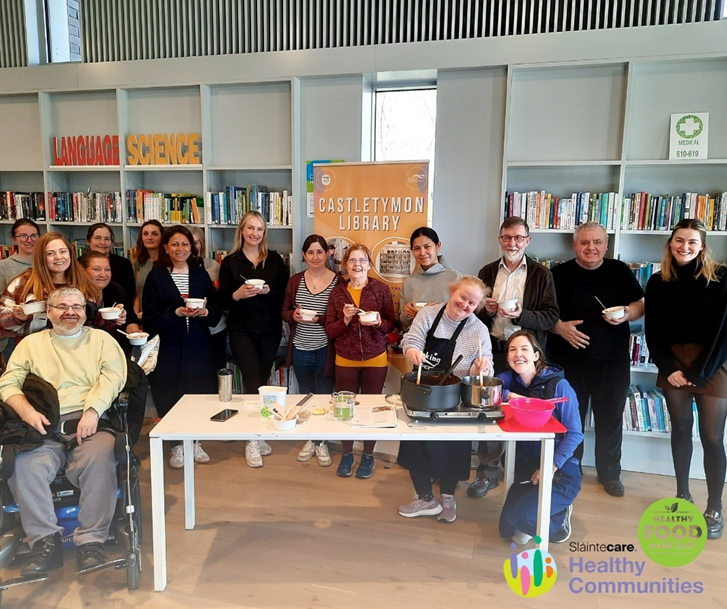 LANGUAGE
SCIENCE
CASTLETYMON
LIBRARY
MEDICAL
610-619
HEALTHY
FOOD
Sláintecare.
Healthy
Communities